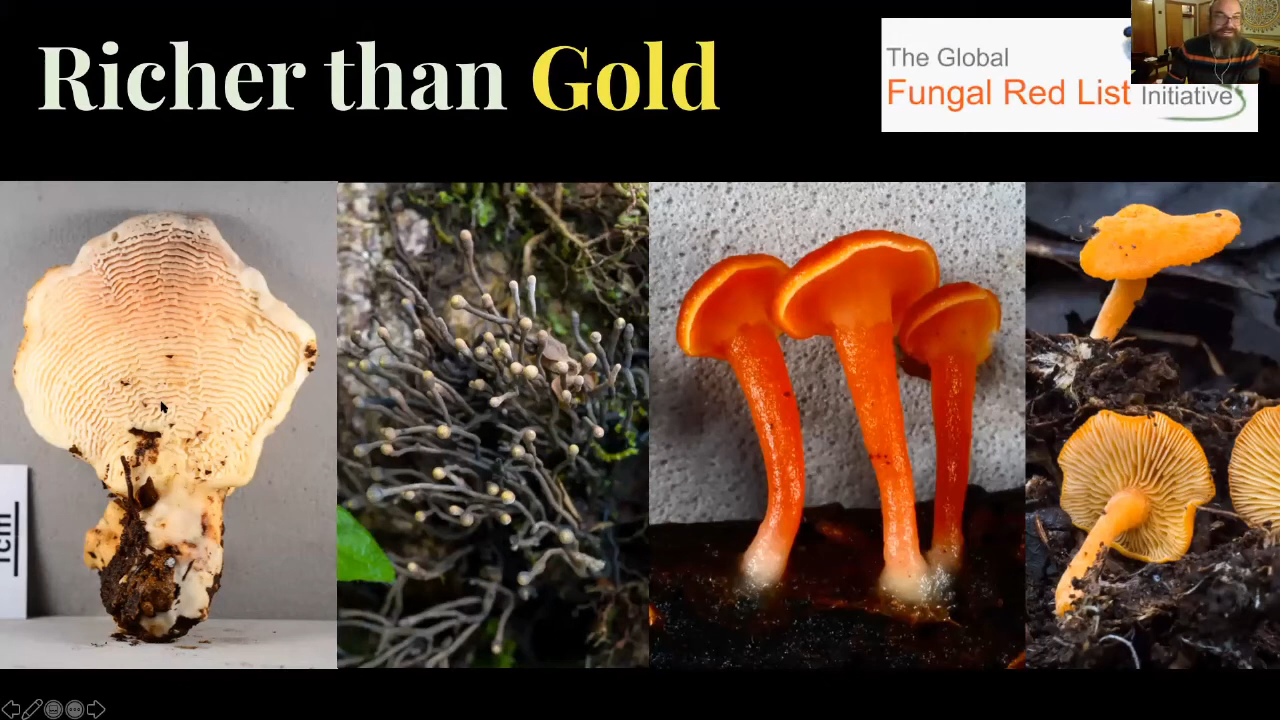 Richer than Gold
The Global
Fungal Red List Initiative
1cm